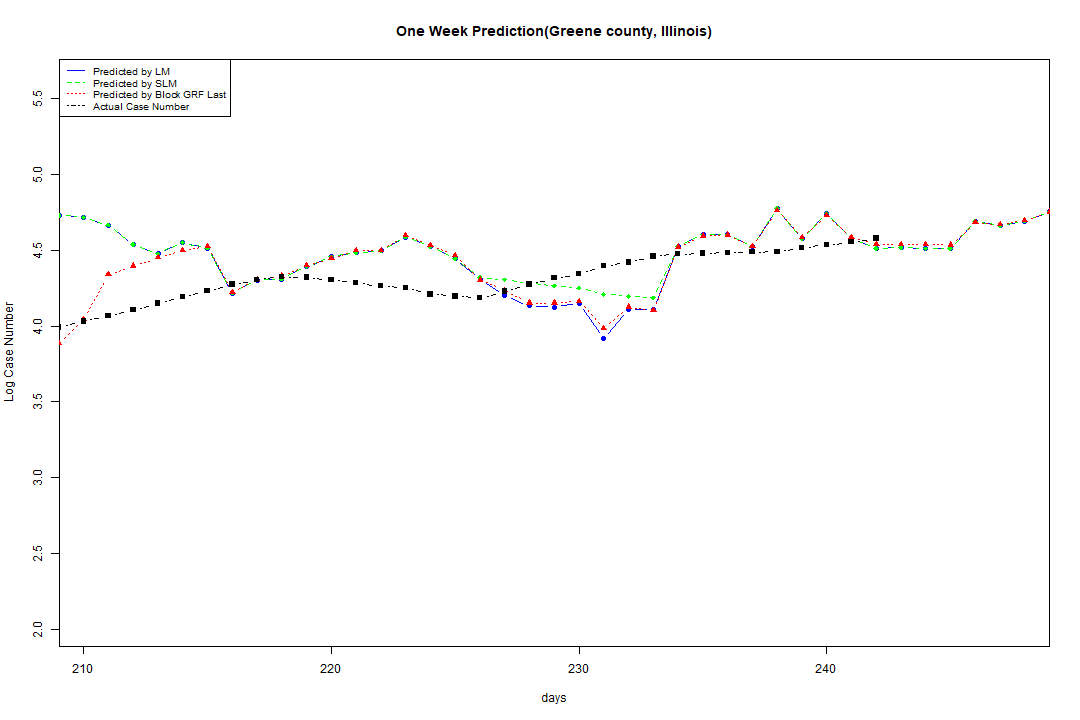 One Week Prediction(Greene county, Illinois)
Predicted by LM
Predicted by SLM
Predicted by Block GRF Last
Actual Case Number
5.5
5.0
4.5
4.0
3.5
3.0
2.5
2.0
Log Case Number
210 220 230 240
days